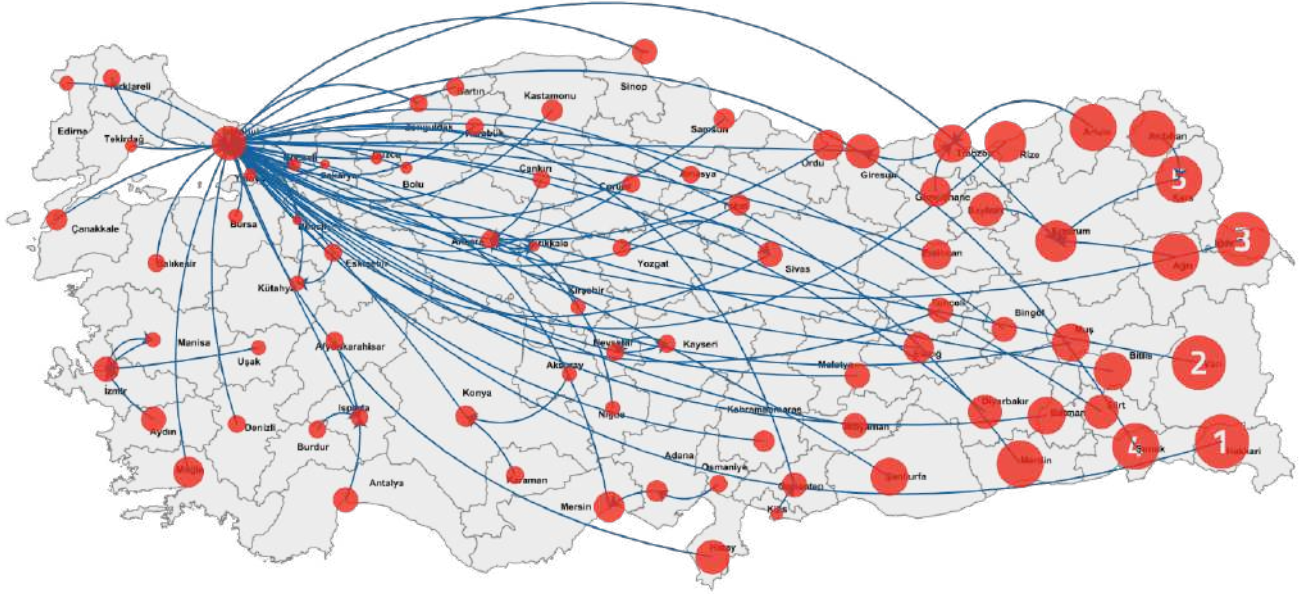 Kırklareli
Bartın
Kastamonu
Sinop
Edirne
Tekirdağ
Zonguldak
Karabük
Samsun
Ordu
Trabzon
Rize
Artvin
Ardahan
Giresun
Bolu
Çankırı
Çorum
Amasya
Gümüşhane
Bayburt
5
Kars
Çanakkale
Bursa
Bilecik
Tokat
Erzurum
3
Ankara
Kırıkkale
Yozgat
Sivas
Erzincan
Ağrı
Balıkesir
Eskişehir
Kütahya
Kırşehir
Tunceli
Bingöl
Muş
Manisa
Uşak
Afyonkarahisar
Nevşehir
Kayseri
Malatya
Bitlis
2
Van
İzmir
Aksaray
Konya
Niğde
Kahramanmaraş
Diyarbakır
Batman
Siirt
Isparta
Aydın
Denizli
Burdur
Adıyaman
4
Şırnak
1
Hakkari
Adana
Osmaniye
Gaziantep
Şanlıurfa
Mersin
Muğla
Antalya
Karaman
Mersin
Kilis
Hatay